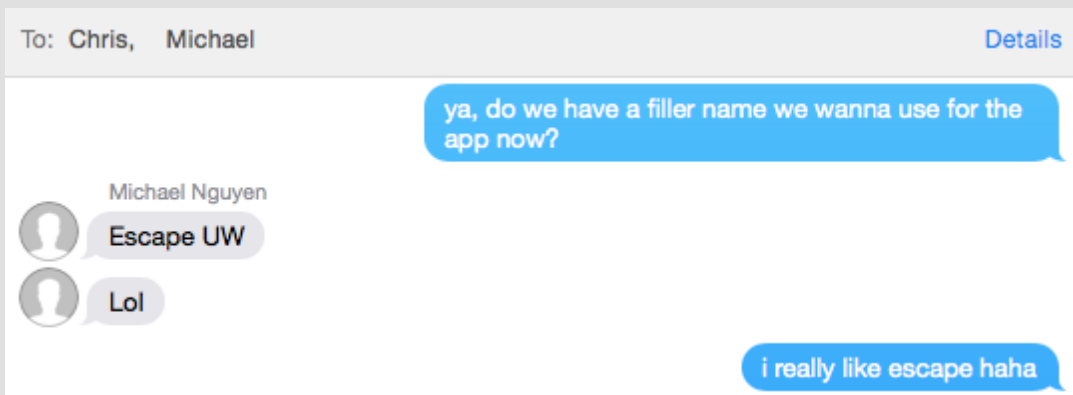 To: Chris, Michael Details
ya, do we have a filler name we wanna use for the
app now?
Michael Nguyen
Escape UW
Lol
i really like escape haha